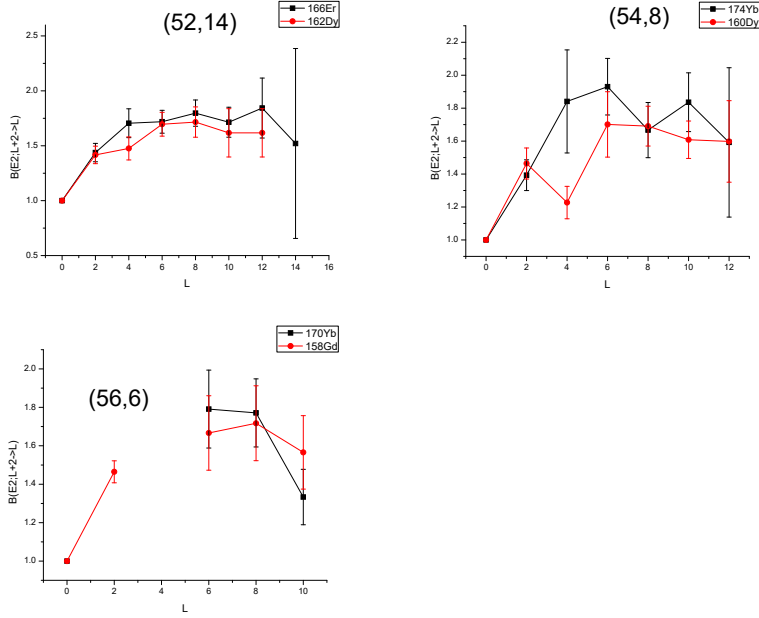 (52,14)
166Er
162Dy
B(E2;L+2->L)
2.5
2.0
1.5
1.0
0.5
0 2 4 6 8 10 12 14 16
L
(54,8)
174Yb
160Dy
B(E2;L+2->L)
2.2
2.0
1.8
1.6
1.4
1.2
1.0
0 2 4 6 8 10 12
L
(56,6)
170Yb
158Gd
B(E2;L+2->L)
2.0
1.8
1.6
1.4
1.2
1.0
0 2 4 6 8 10
L